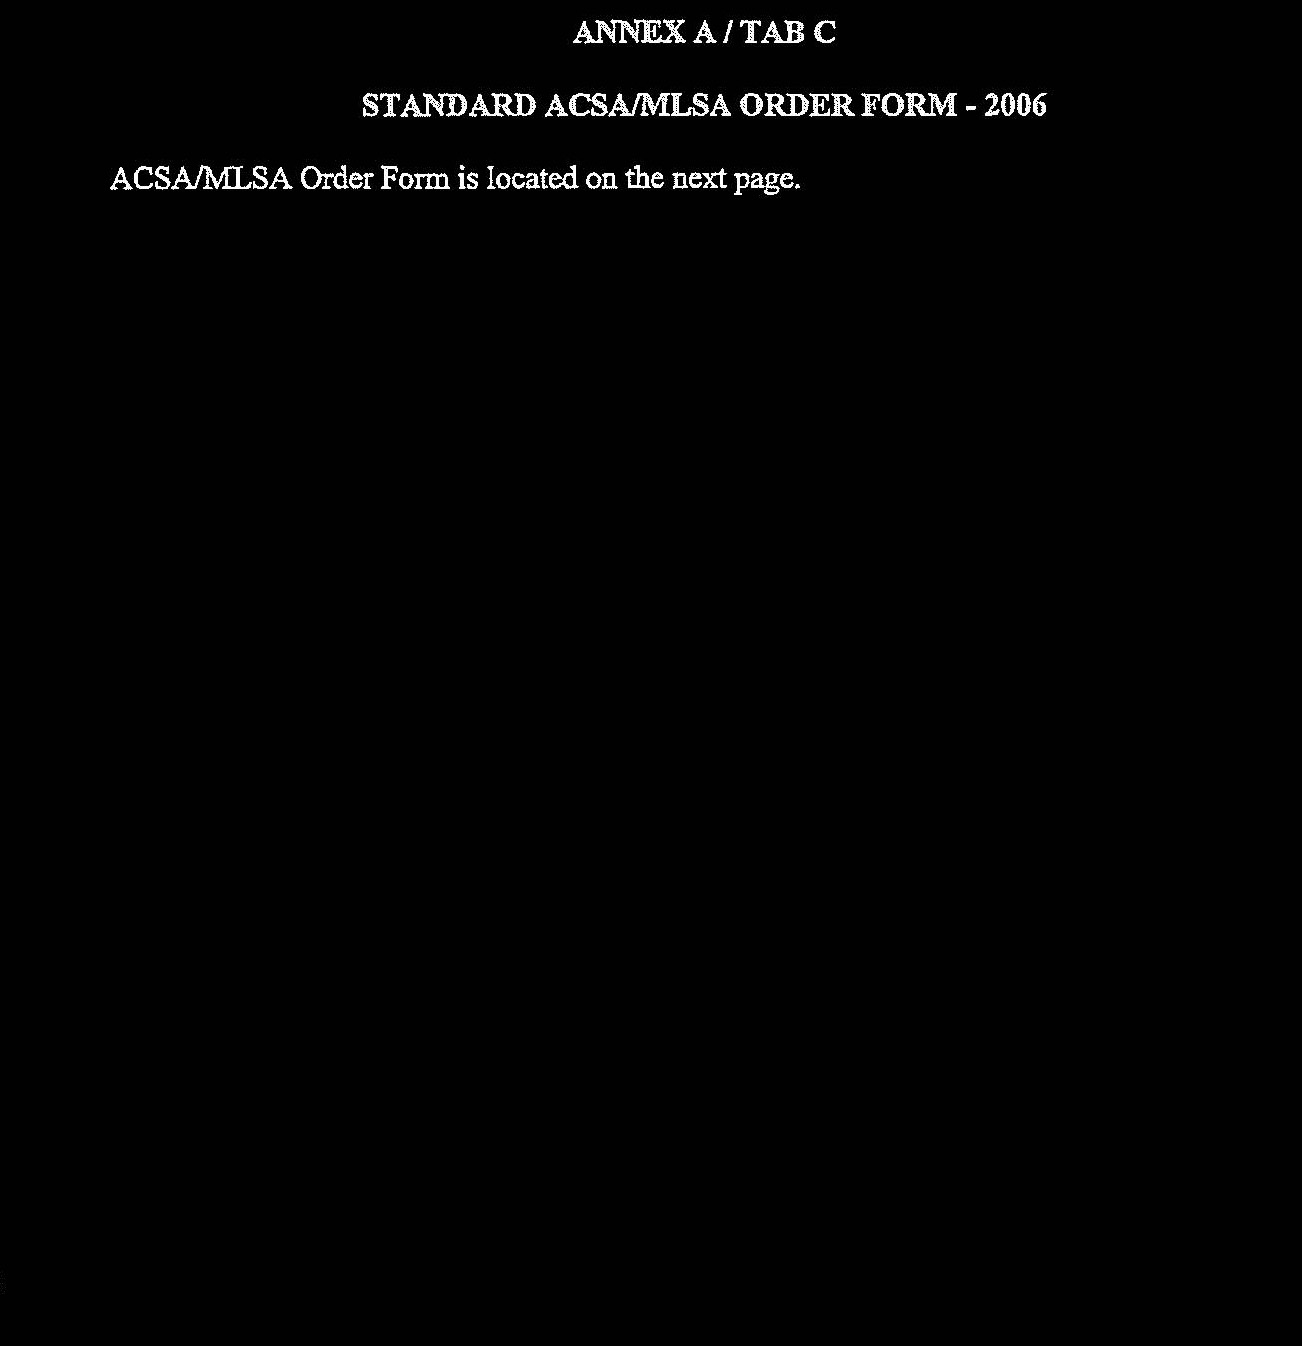 ANNEX A / TAB C
STANDARD ACSA/MLSA ORDER FORM - 2006
ACSA/MLSA Order Form is located on the next page.